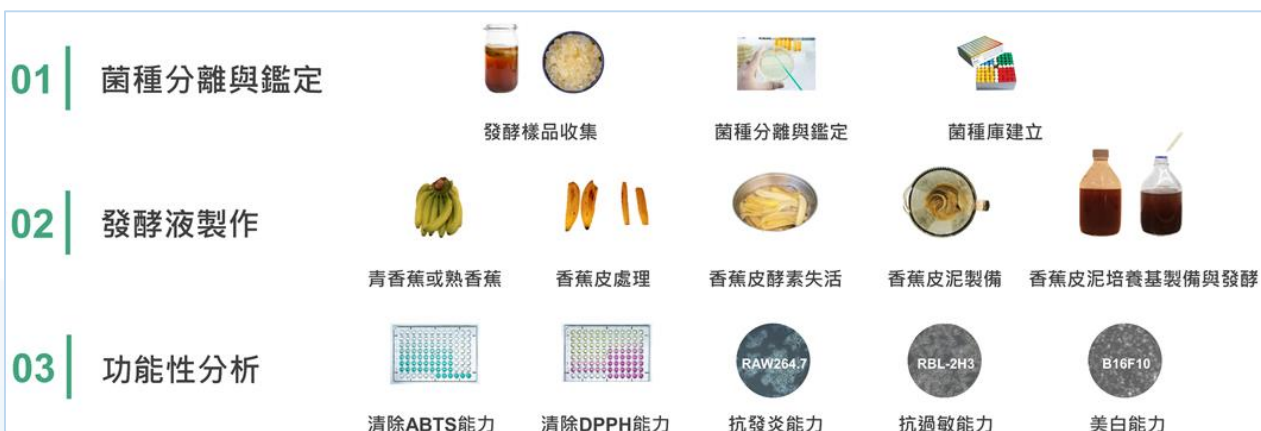 01 菌種分離與鑑定
發酵樣品收集 菌種分離與鑑定 菌種庫建立
02 發酵液製作
青香蕉或熟香蕉 香蕉皮處理 香蕉皮酵素失活 香蕉皮泥製備 香蕉皮泥培養基製備與發酵
03 功能性分析
RAW264.7 RBL-2H3 B16F10
清除ABTS能力 清除DPPH能力 抗發炎能力 抗過敏能力 美白能力